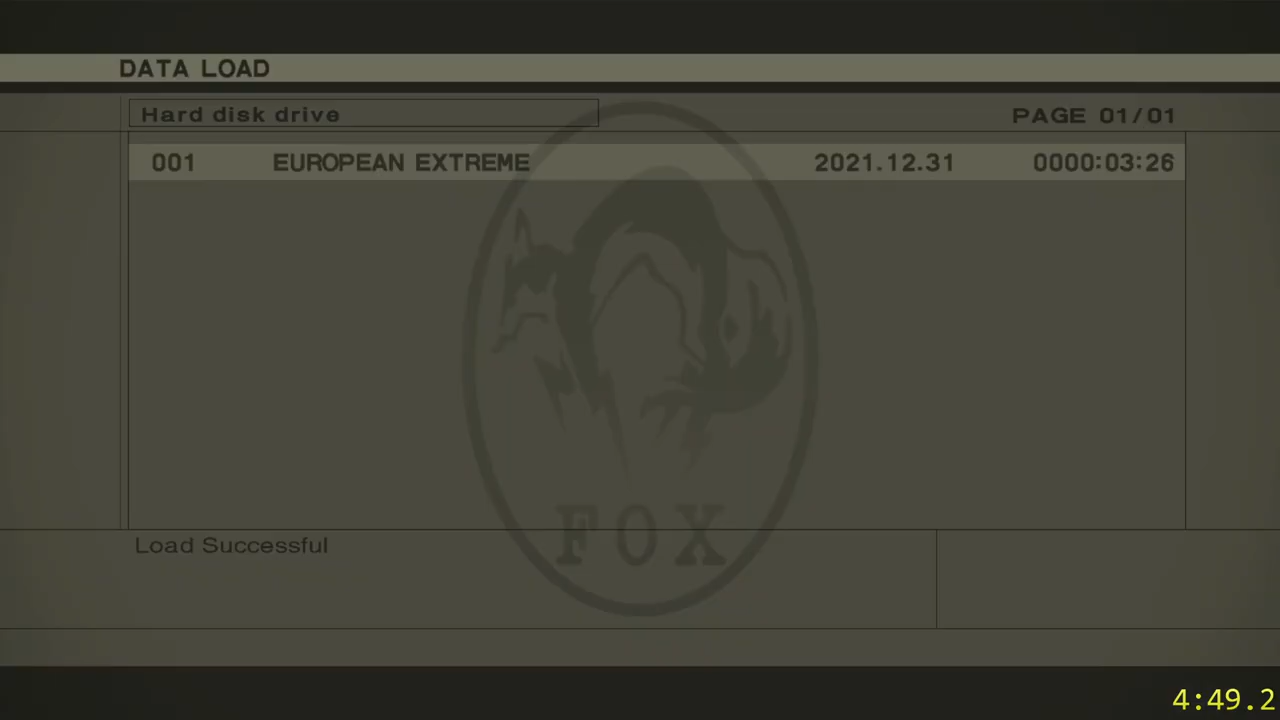 DATA LOAD
Hard disk drive PAGE 01/01
001 EUROPEAN EXTREME 2021.12.31 0000:03:26
FOX
Load Successful
4:49.2